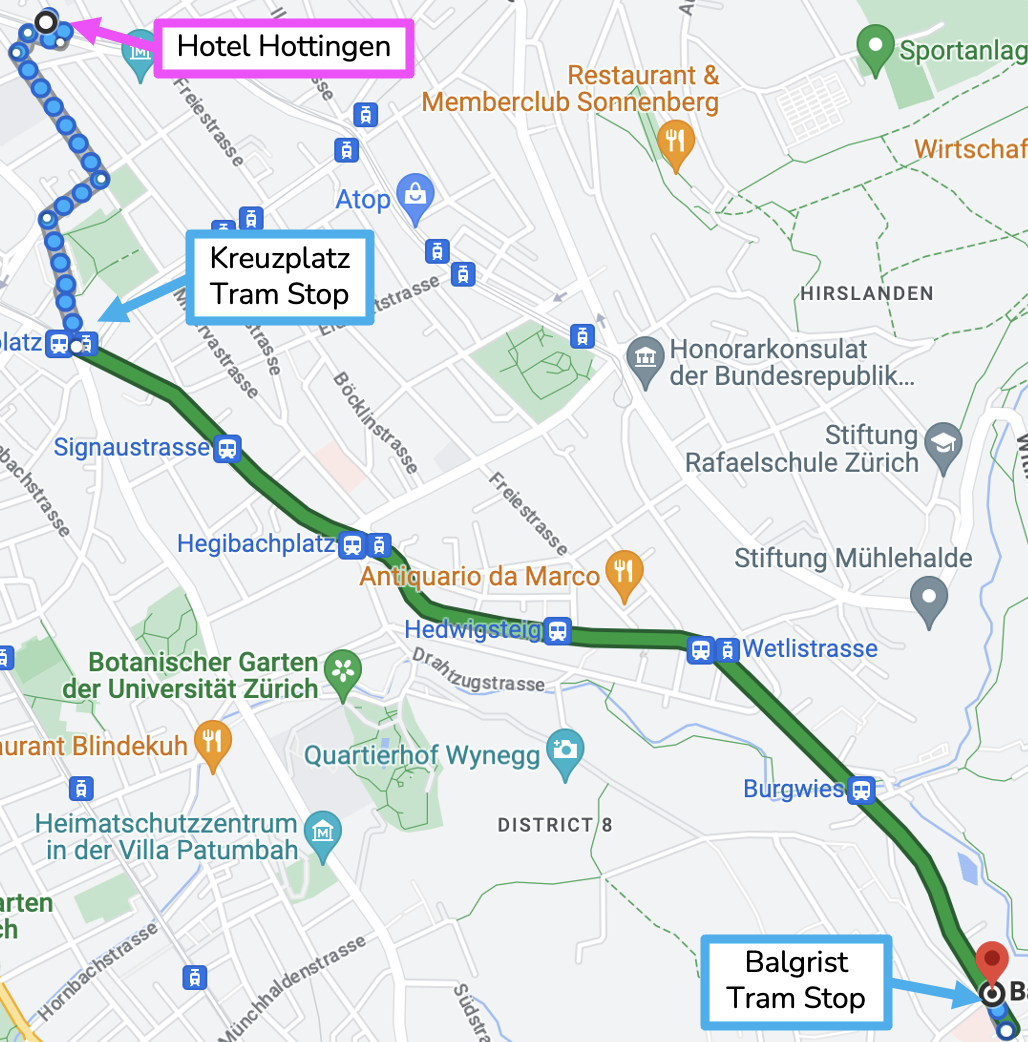 Hotel Hottingen
Freiestrasse
Sportanlag
Restaurant &
Memberclub Sonnenberg
Wirtschaf
Atop
Kreuzplatz
Tram Stop
HIRSLANDEN
platz
Honorarkonsulat
der Bundesrepublik...
Böcklinstrasse
Signaustrasse
Stiftung
Rafaelschule Zürich
Freiestrasse
Hegibachplatz
Antiquario da Marco
Stiftung Mühlehalde
Hedwigsteig
Wetlistrasse
Botanischer Garten
der Universität Zürich
Drahtzugstrasse
aurant Blindekuh
Quartierhof Wynegg
Burgwies
Heimatschutzzentrum
in der Villa Patumbah
DISTRICT 8
arten
ch
Hornbachstrasse
Münchhaldenstrasse
Südstra
Balgrist
Tram Stop
Ba